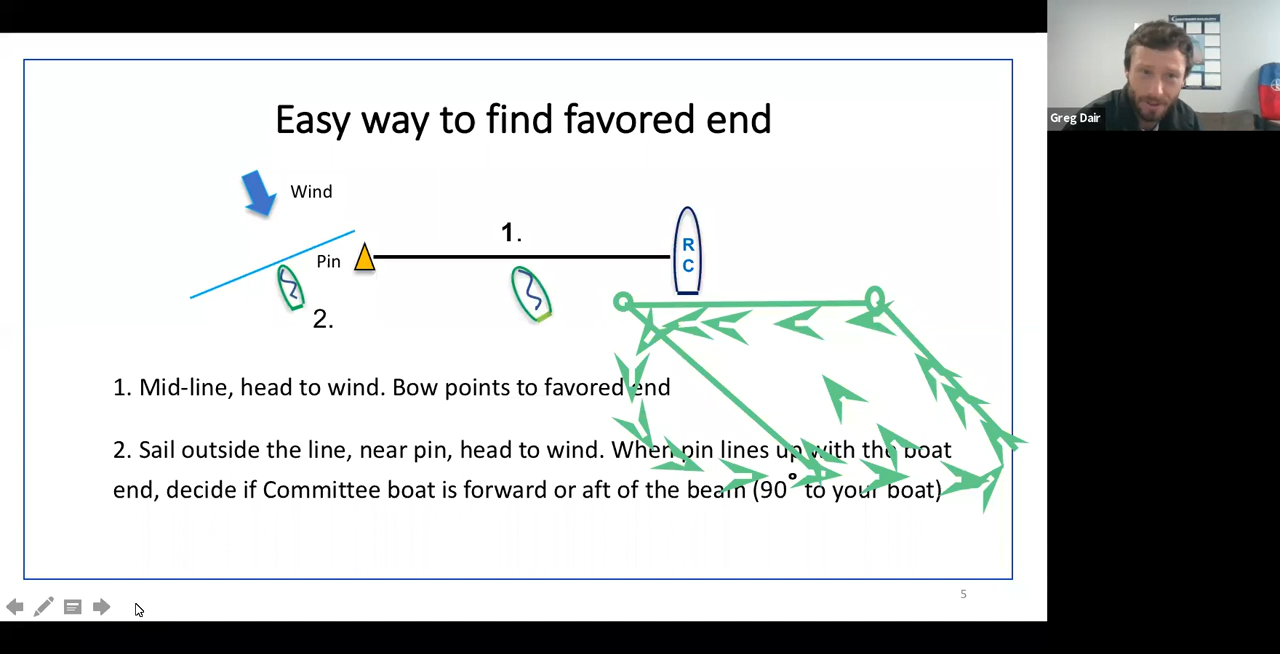 Easy way to find favored end
Wind
Pin
1.
R
C
2.
1. Mid-line, head to wind. Bow points to favored end
2. Sail outside the line, near pin, head to wind. When pin lines up with the boat
end, decide if Committee boat is forward or aft of the beam (90° to your boat)
5
Greg Dair